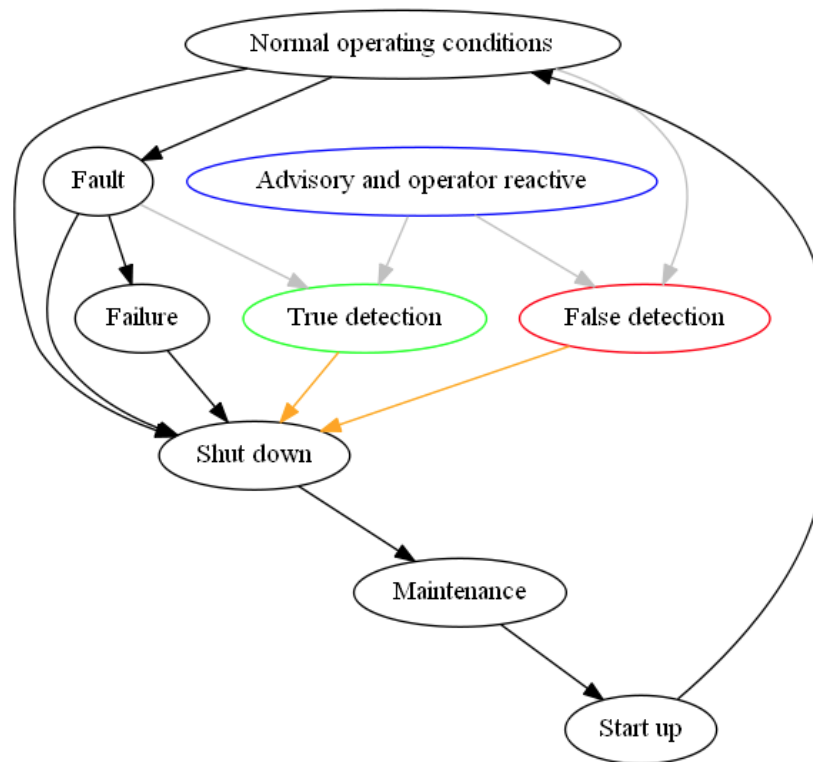 Normal operating conditions
Fault
Advisory and operator reactive
Failure
True detection
False detection
Shut down
Maintenance
Start up